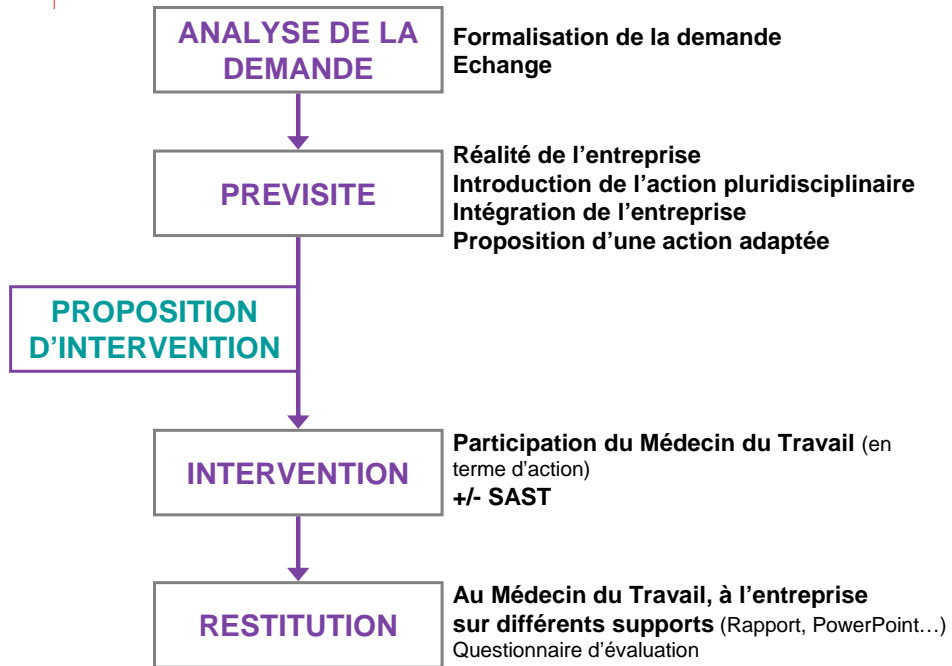 ANALYSE DE LA
DEMANDE
Formalisation de la demande
Echange
PREVISITE
Réalité de l’entreprise
Introduction de l’action pluridisciplinaire
Intégration de l’entreprise
Proposition d’une action adaptée
PROPOSITION
D’INTERVENTION
INTERVENTION
Participation du Médecin du Travail (en
terme d’action)
+/- SAST
RESTITUTION
Au Médecin du Travail, à l’entreprise
sur différents supports (Rapport, PowerPoint…)
Questionnaire d’évaluation